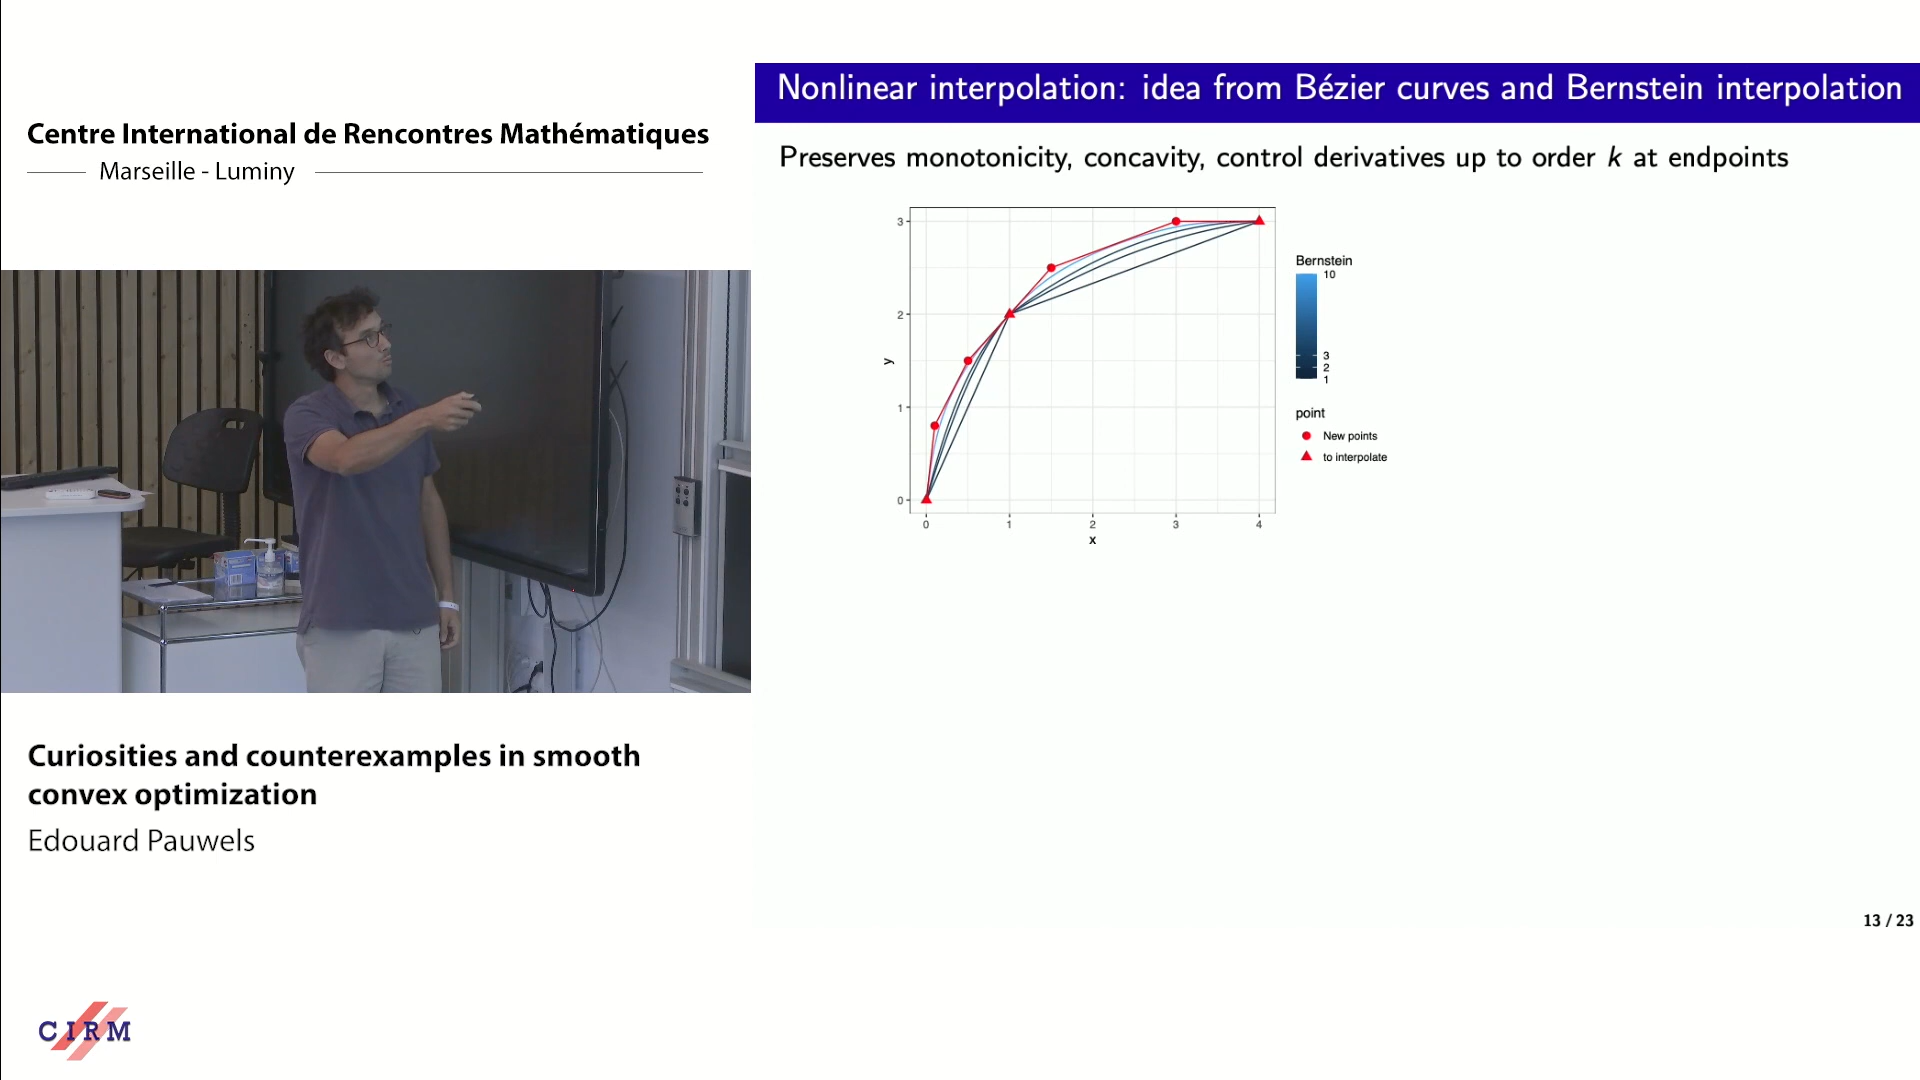 Centre International de Rencontres Mathématiques
Marseille - Luminy
Curiosities and counterexamples in smooth
convex optimization
Edouard Pauwels
CIRM
Nonlinear interpolation: idea from Bézier curves and Bernstein interpolation
Preserves monotonicity, concavity, control derivatives up to order k at endpoints
3
2
1
0
y
0 1 2 3 4
x
Bernstein
10
3
2
1
point
New points
to interpolate
13 / 23